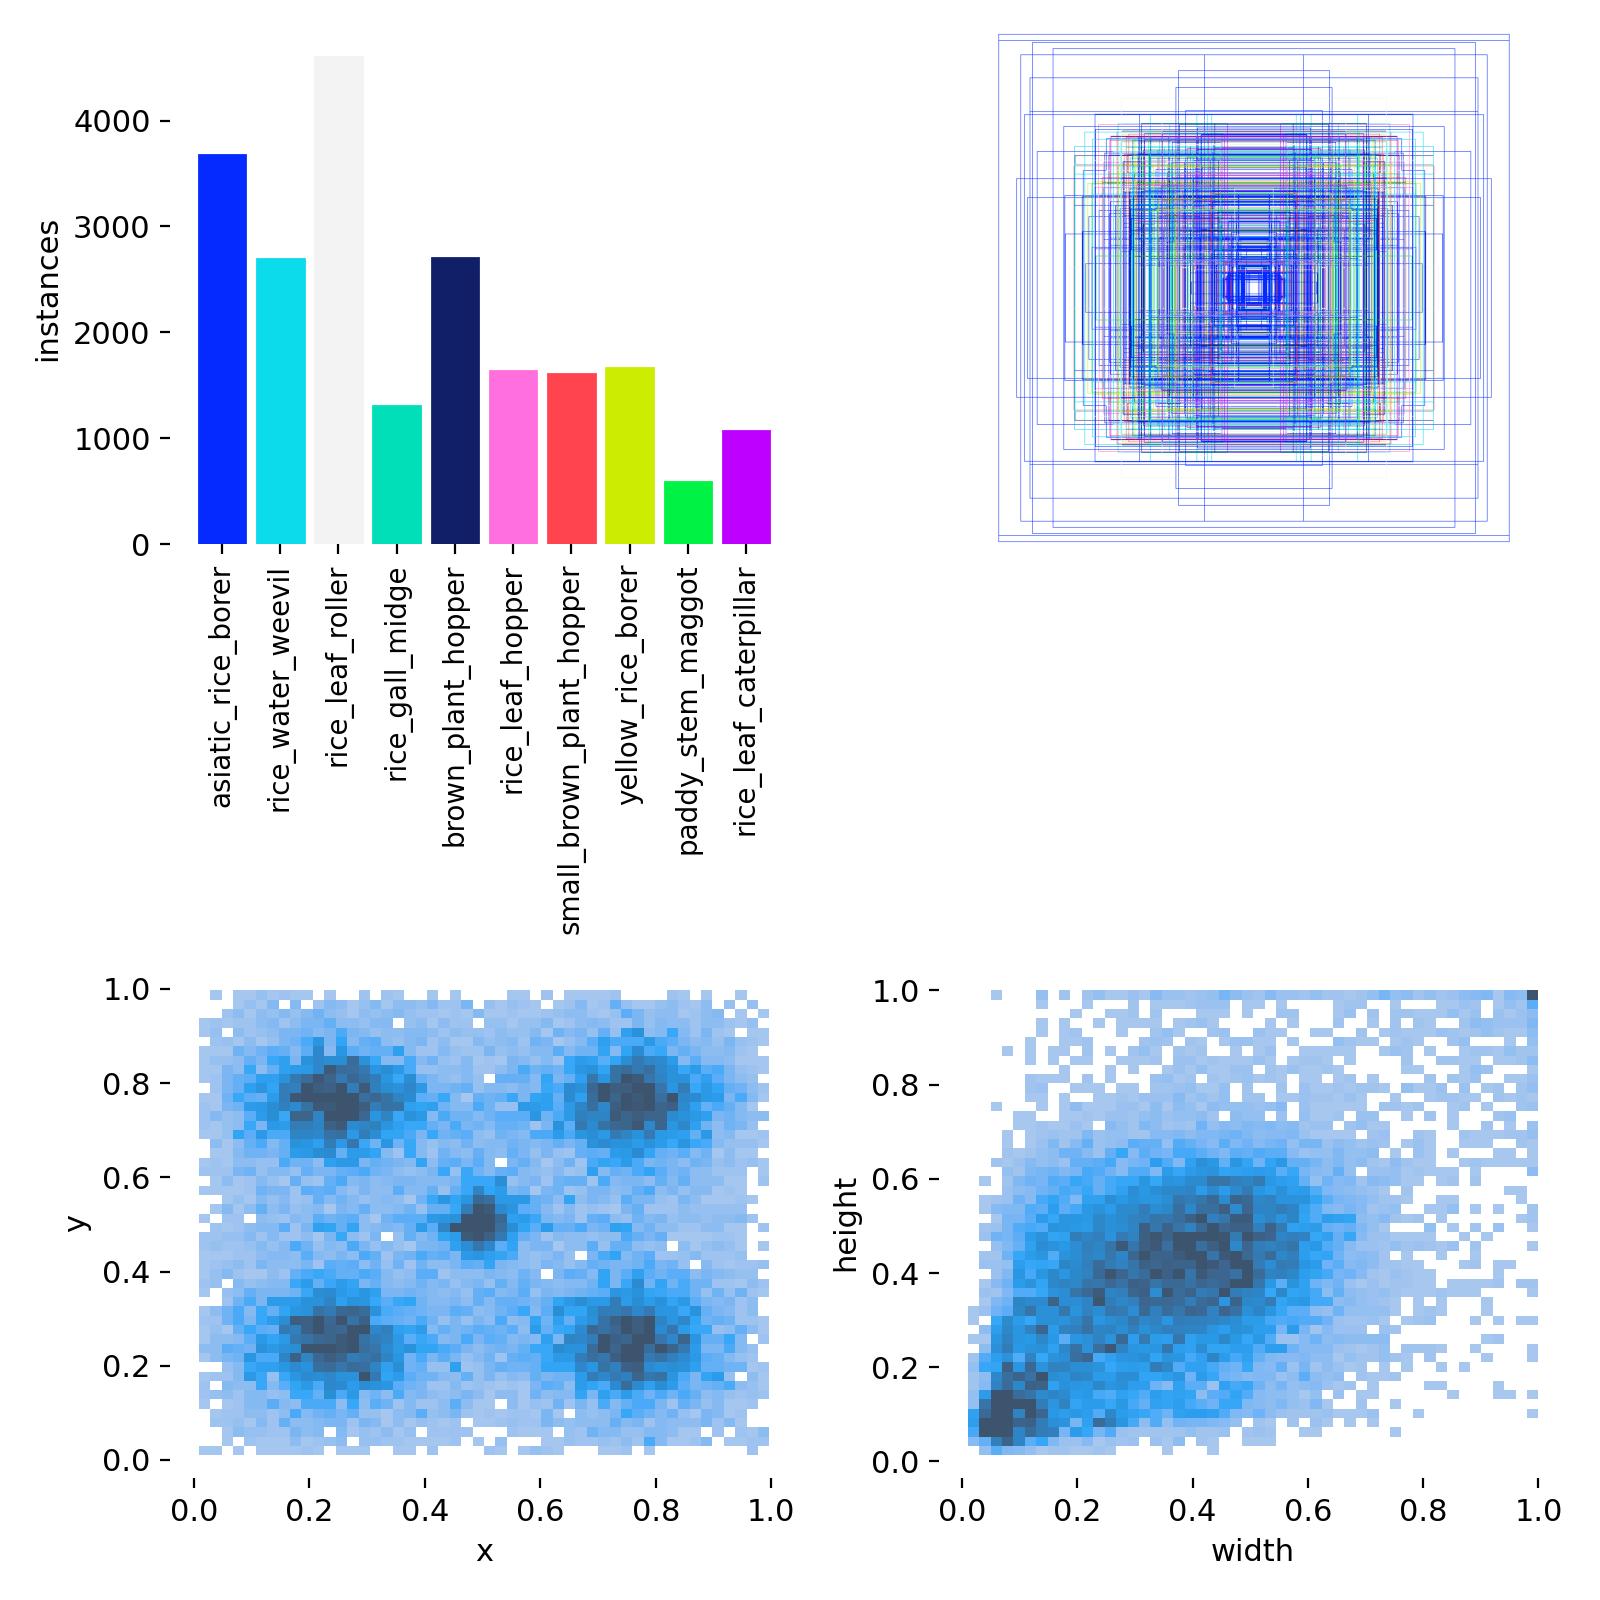 instances
4000
3000
2000
1000
0
asiatic_rice_borer
rice_water_weevil
rice_leaf_roller
rice_gall_midge
brown_plant_hopper
rice_leaf_hopper
small_brown_plant_hopper
yellow_rice_borer
paddy_stem_maggot
rice_leaf_caterpillar
y
1.0
0.8
0.6
0.4
0.2
0.0
0.0 0.2 0.4 0.6 0.8 1.0
x
height
1.0
0.8
0.6
0.4
0.2
0.0
0.0 0.2 0.4 0.6 0.8 1.0
width